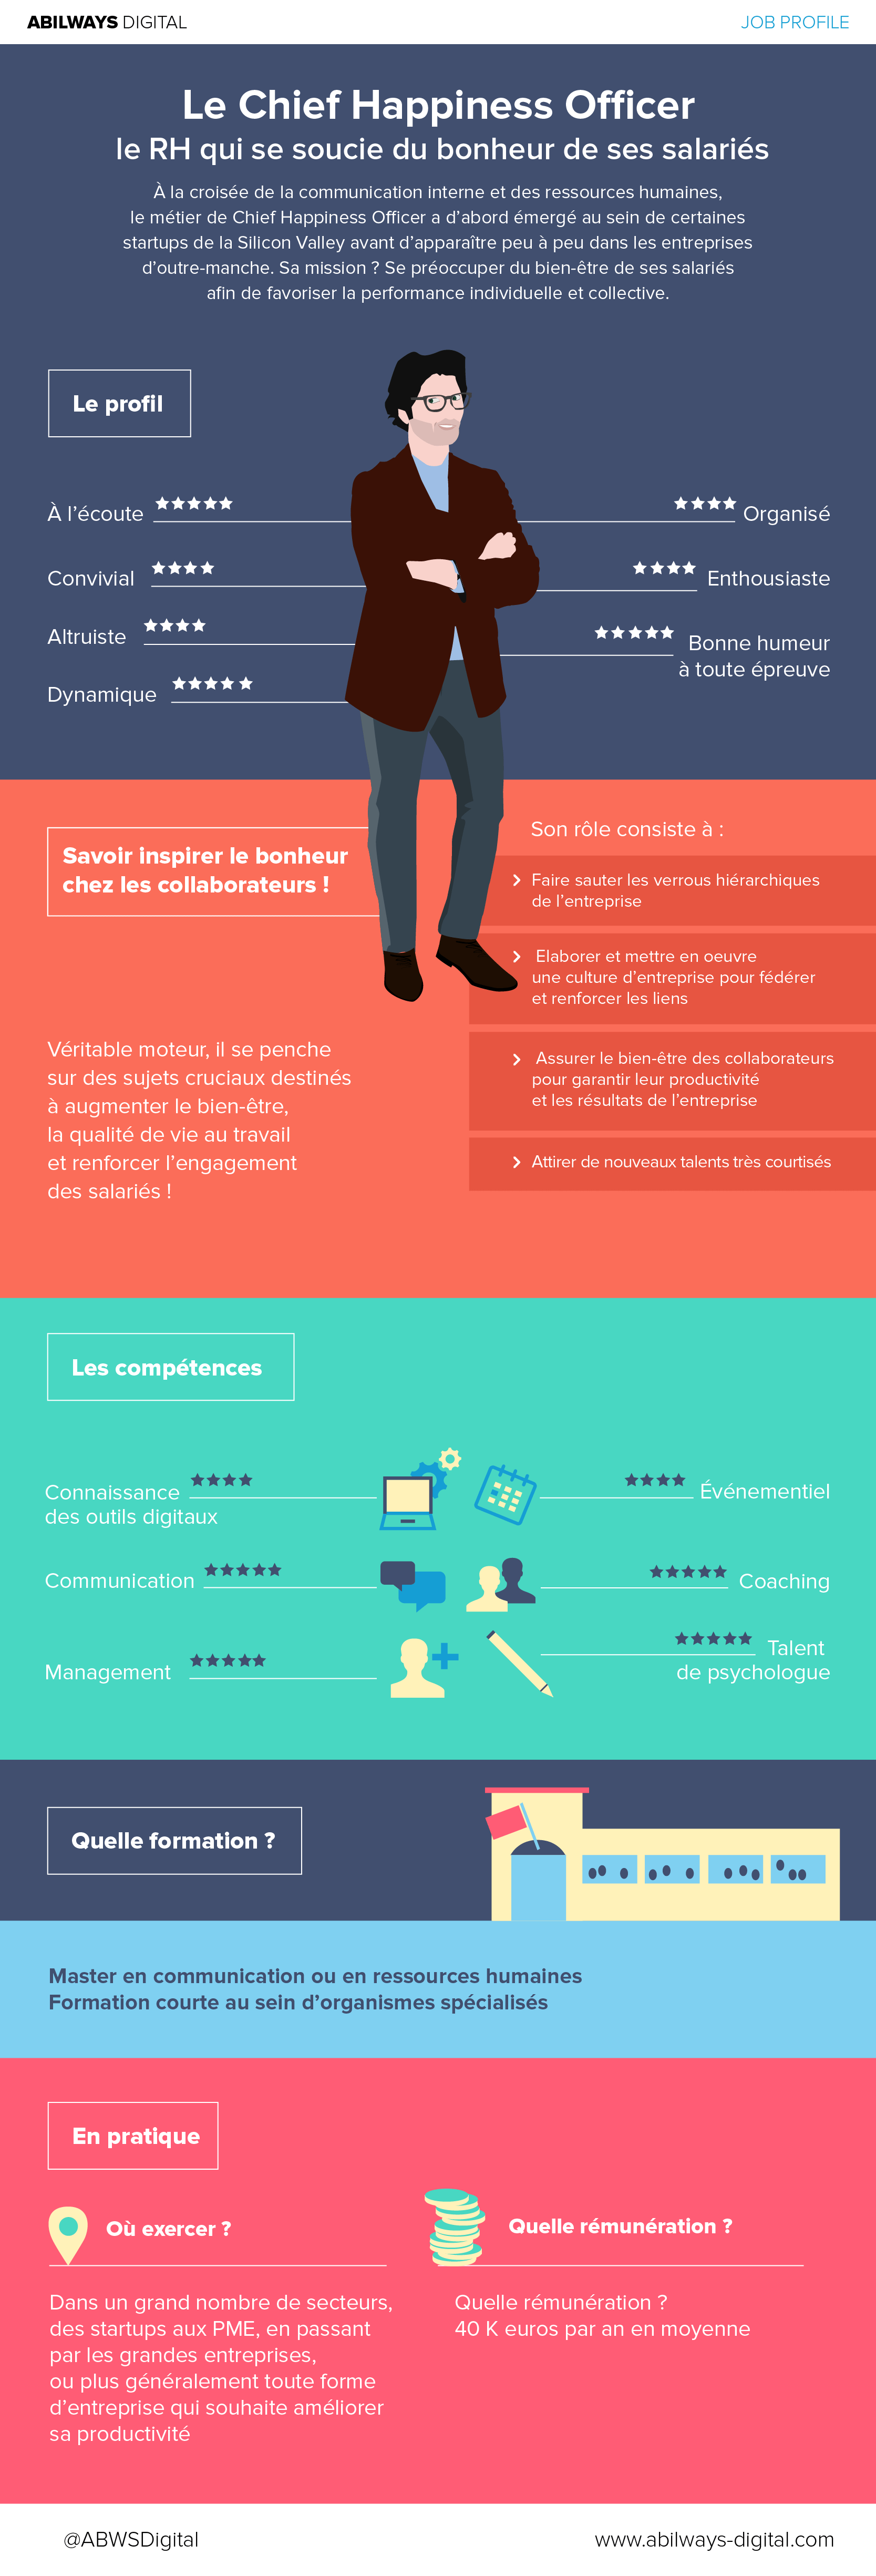 ABILWAYS DIGITAL
JOB PROFILE
Le Chief Happiness Officer
le RH qui se soucie du bonheur de ses salariés
À la croisée de la communication interne et des ressources humaines,
le métier de Chief Happiness Officer a d’abord émergé au sein de certaines
startups de la Silicon Valley avant d’apparaître peu à peu dans les entreprises
d’outre-manche. Sa mission ? Se préoccuper du bien-être de ses salariés
afin de favoriser la performance individuelle et collective.
Le profil
À l’écoute
Convivial
Altruiste
Dynamique
Organisé
Enthousiaste
Bonne humeur
à toute épreuve
Savoir inspirer le bonheur
chez les collaborateurs !
Véritable moteur, il se penche
sur des sujets cruciaux destinés
à augmenter le bien-être,
la qualité de vie au travail
et renforcer l’engagement
des salariés !
Son rôle consiste à :
Faire sauter les verrous hiérarchiques
de l’entreprise
Elaborer et mettre en oeuvre
une culture d’entreprise pour fédérer
et renforcer les liens
Assurer le bien-être des collaborateurs
pour garantir leur productivité
et les résultats de l’entreprise
Attirer de nouveaux talents très courtisés
Les compétences
Connaissance
des outils digitaux
Communication
Management
Événementiel
Coaching
Talent
de psychologue
Quelle formation ?
Master en communication ou en ressources humaines
Formation courte au sein d’organismes spécialisés
En pratique
Où exercer ?
Dans un grand nombre de secteurs,
des startups aux PME, en passant
par les grandes entreprises,
ou plus généralement toute forme
d’entreprise qui souhaite améliorer
sa productivité
Quelle rémunération ?
Quelle rémunération ?
40 K euros par an en moyenne
@ABWSDigital
www.abilways-digital.com